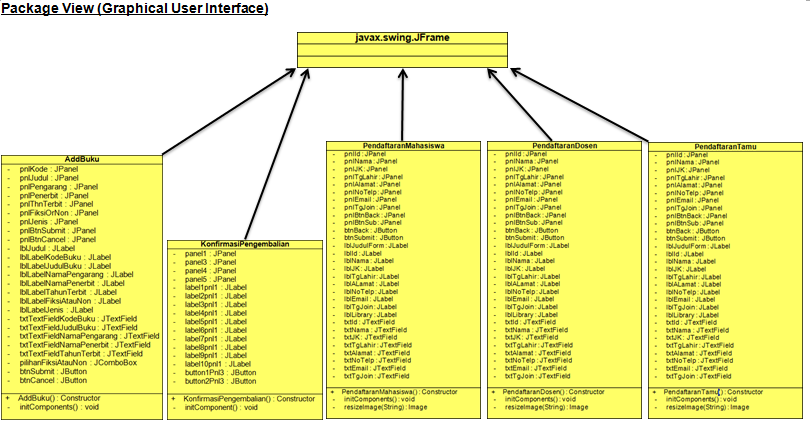 Package View (Graphical User Interface)
javax.swing.JFrame
AddBuku
- pnlKode : JPanel
- pnlJudul : JPanel
- pnlPengarang : JPanel
- pnlPenerbit : JPanel
- pnlThnTerbit : JPanel
- pnlFiksiOrNon : JPanel
- pnlJenis : JPanel
- pnlBtnSubmit : JPanel
- pnlBtnCancel : JPanel
- lblJudul : JLabel
- lblLabelKodeBuku : JLabel
- lblLabelJudulBuku : JLabel
- lblLabelNamaPengarang : JLabel
- lblLabelNamaPenerbit : JLabel
- lblLabelTahunTerbit : JLabel
- lblLabelFiksiAtauNon : JLabel
- lblLabelJenis : JLabel
- txtTextFieldKodeBuku : JTextField
- txtTextFieldJudulBuku : JTextField
- txtTextFieldNamaPengarang : JTextField
- txtTextFieldNamaPenerbit : JTextField
- txtTextFieldTahunTerbit : JTextField
- pilihanFiksiAtauNon : JComboBox
- btnSubmit : JButton
- btnCancel : JButton
+ AddBuku() : Constructor
- initComponents() : void
KonfirmasiPengembalian
- panel1 : JPanel
- panel3 : JPanel
- panel4 : JPanel
- panel5 : JPanel
- label1pnl1 : JLabel
- label2pnl1 : JLabel
- label3pnl1 : JLabel
- label4pnl1 : JLabel
- label5pnl1 : JLabel
- label6pnl1 : JLabel
- label7pnl1 : JLabel
- label8pnl1 : JLabel
- label9pnl1 : JLabel
- label10pnl1 : JLabel
- button1Pnl3 : JButton
- button2Pnl3 : JButton
+ KonfirmasiPengembalian() : Constructor
- initComponent() : void
PendaftaranMahasiswa
- pnlId : JPanel
- pnlNama : JPanel
- pnlJK : JPanel
- pnlTgLahir : JPanel
- pnlAlamat : JPanel
- pnlNoTelp : JPanel
- pnlEmail : JPanel
- pnlTgJoin : JPanel
- pnlBtnBack : JPanel
- pnlBtnSub : JPanel
- btnBack : JButton
- btnSubmit : JButton
- lblJudulForm : JLabel
- lblId : JLabel
- lblNama : JLabel
- lblJK : JLabel
- lblTgLahir : JLabel
- lblALamat : JLabel
- lblNoTelp : JLabel
- lblEmail : JLabel
- lblTgJoin : JLabel
- lblLibrary : JLabel
- txtId : JTextField
- txtNama : JTextField
- txtJK : JTextField
- txtTgLahir : JTextField
- txtAlamat : JTextField
- txtNoTelp : JTextField
- txtEmail : JTextField
- txtTgJoin : JTextField
+ PendaftaranMahasiswa() : Constructor
- initComponents() : void
- resizeImage(String) : Image
PendaftaranDosen
- pnlId : JPanel
- pnlNama : JPanel
- pnlJK : JPanel
- pnlTgLahir : JPanel
- pnlAlamat : JPanel
- pnlNoTelp : JPanel
- pnlEmail : JPanel
- pnlTgJoin : JPanel
- pnlBtnBack : JPanel
- pnlBtnSub : JPanel
- btnBack : JButton
- btnSubmit : JButton
- lblJudulForm : JLabel
- lblId : JLabel
- lblNama : JLabel
- lblJK : JLabel
- lblTgLahir : JLabel
- lblALamat : JLabel
- lblNoTelp : JLabel
- lblEmail : JLabel
- lblTgJoin : JLabel
- lblLibrary : JLabel
- txtId : JTextField
- txtNama : JTextField
- txtJK : JTextField
- txtTgLahir : JTextField
- txtAlamat : JTextField
- txtNoTelp : JTextField
- txtEmail : JTextField
- txtTgJoin : JTextField
+ PendaftaranDosen() : Constructor
- initComponents() : void
- resizeImage(String) : Image
PendaftaranTamu
- pnlId : JPanel
- pnlNama : JPanel
- pnlJK : JPanel
- pnlTgLahir : JPanel
- pnlAlamat : JPanel
- pnlNoTelp : JPanel
- pnlEmail : JPanel
- pnlTgJoin : JPanel
- pnlBtnBack : JPanel
- pnlBtnSub : JPanel
- btnBack : JButton
- btnSubmit : JButton
- lblJudulForm : JLabel
- lblId : JLabel
- lblNama : JLabel
- lblJK : JLabel
- lblTgLahir : JLabel
- lblALamat : JLabel
- lblNoTelp : JLabel
- lblEmail : JLabel
- lblTgJoin : JLabel
- lblLibrary : JLabel
- txtId : JTextField
- txtNama : JTextField
- txtJK : JTextField
- txtTgLahir : JTextField
- txtAlamat : JTextField
- txtNoTelp : JTextField
- txtEmail : JTextField
- txtTgJoin : JTextField
+ PendaftaranTamu() : Constructor
- initComponents() : void
- resizeImage(String) : Image